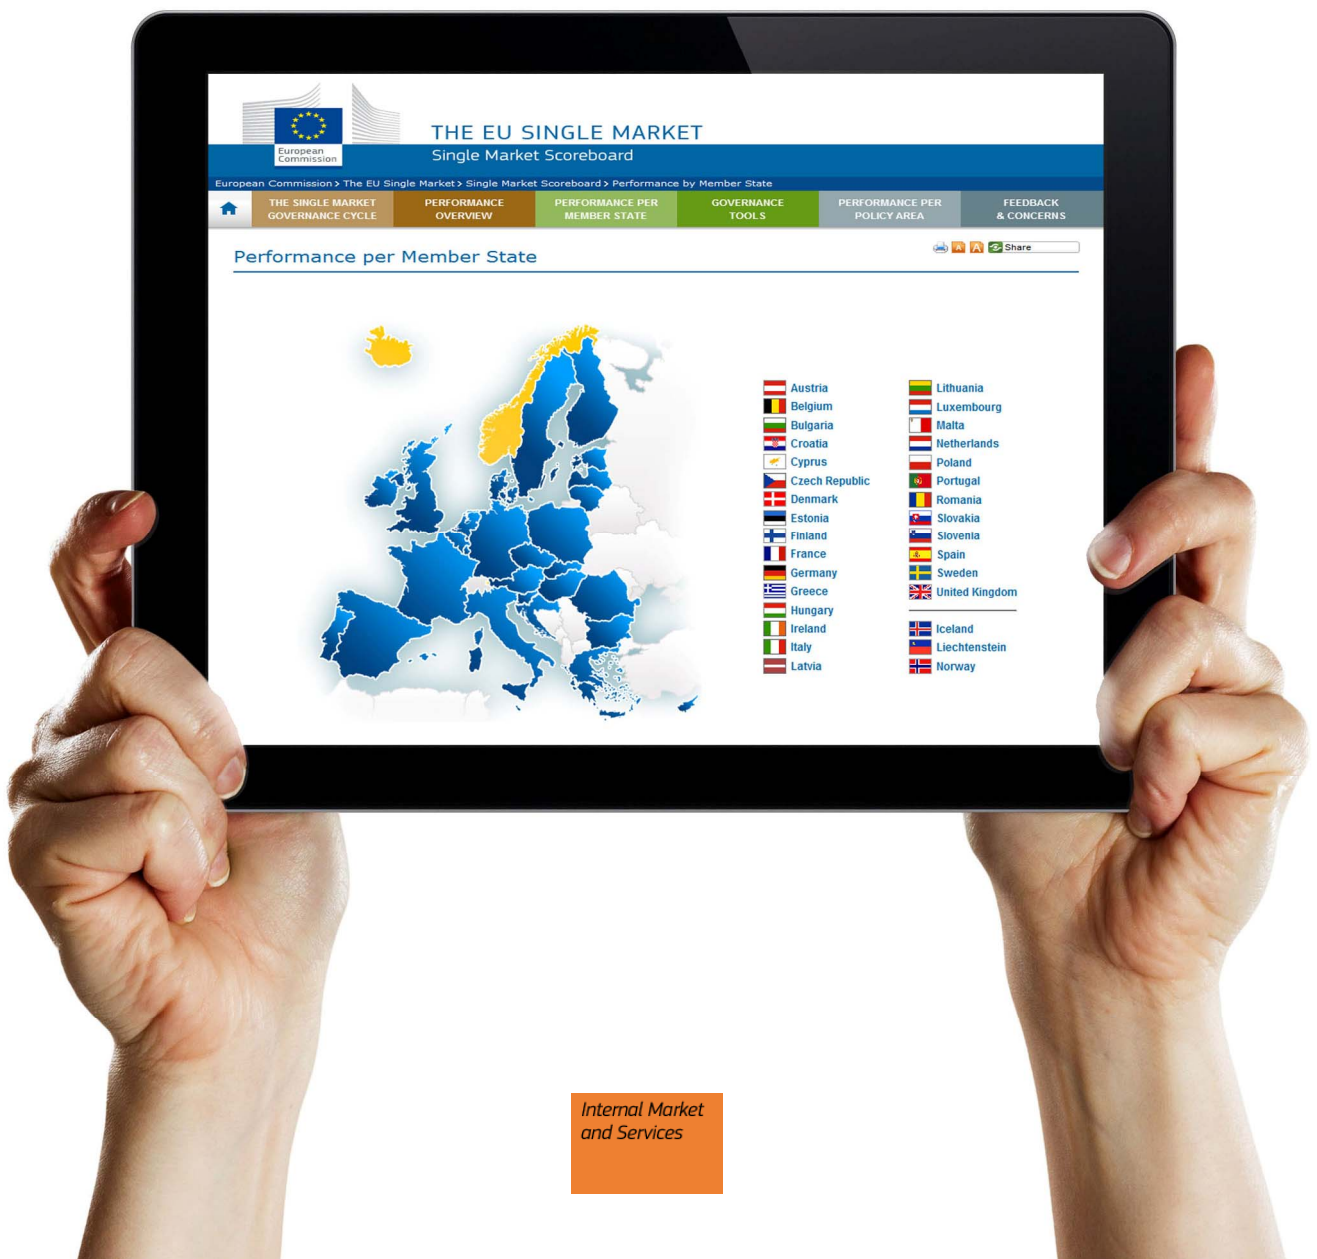 THE EU SINGLE MARKET
European
Commission
Single Market Scoreboard
European Commission > The EU Single Market > Single Market Scoreboard > Performance by Member State
THE SINGLE MARKET
GOVERNANCE CYCLE
PERFORMANCE
OVERVIEW
PERFORMANCE PER
MEMBER STATE
GOVERNANCE
TOOLS
PERFORMANCE PER
POLICY AREA
FEEDBACK
& CONCERNS
Performance per Member State
A
A
Share
Austria
Belgium
Bulgaria
Croatia
Cyprus
Czech Republic
Denmark
Estonia
Finland
France
Germany
Greece
Hungary
Ireland
Italy
Latvia
Lithuania
Luxembourg
Malta
Netherlands
Poland
Portugal
Romania
Slovakia
Slovenia
Spain
Sweden
United Kingdom
Iceland
Liechtenstein
Norway
Internal Market
and Services